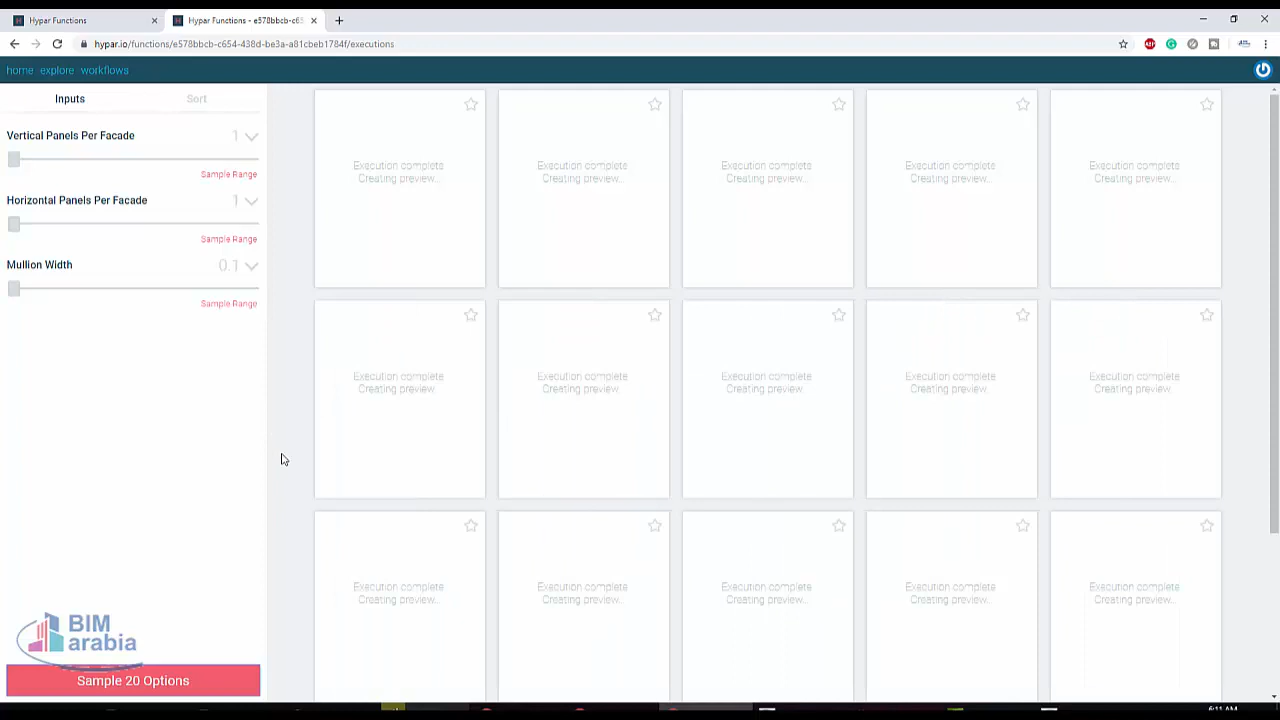 Hypar Functions
Hypar Functions - e578bbcb-c65
hypar.io/functions/e578bbcb-c654-438d-be3a-a81cbeb1784f/executions
home explore workflows
Inputs Sort
Vertical Panels Per Facade 1
Sample Range
Horizontal Panels Per Facade 1
Sample Range
Mullion Width 0.1
Sample Range
BIM
arabia
Sample 20 Options
Execution complete
Creating preview...
Execution complete
Creating preview...
Execution complete
Creating preview...
Execution complete
Creating preview...
Execution complete
Creating preview...
Execution complete
Creating preview...
Execution complete
Creating preview...
Execution complete
Creating preview...
Execution complete
Creating preview...
Execution complete
Creating preview...
Execution complete
Creating preview...
Execution complete
Creating preview...
Execution complete
Creating preview...
Execution complete
Creating preview...
Execution complete
Creating preview...
6:11 AM